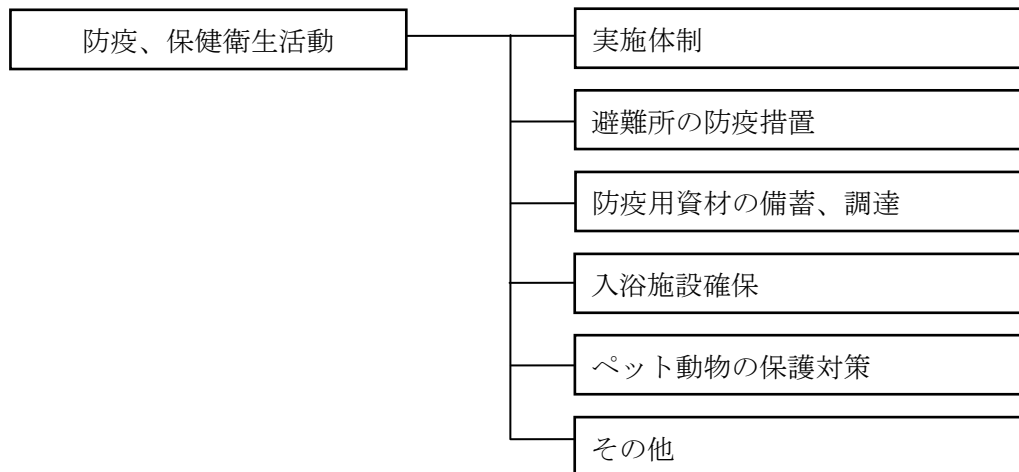 防疫、保健衛生活動
実施体制
避難所の防疫措置
防疫用資材の備蓄、調達
入浴施設確保
ペット動物の保護対策
その他